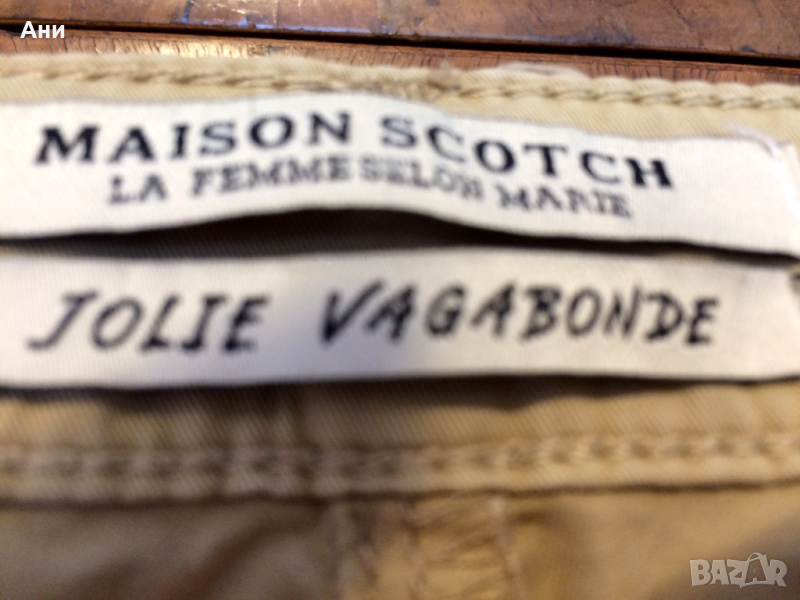 Ани
MAISON SCOTCH
LA FEMME SELON MARIE
JOLIE VAGABONDE
BAZAR